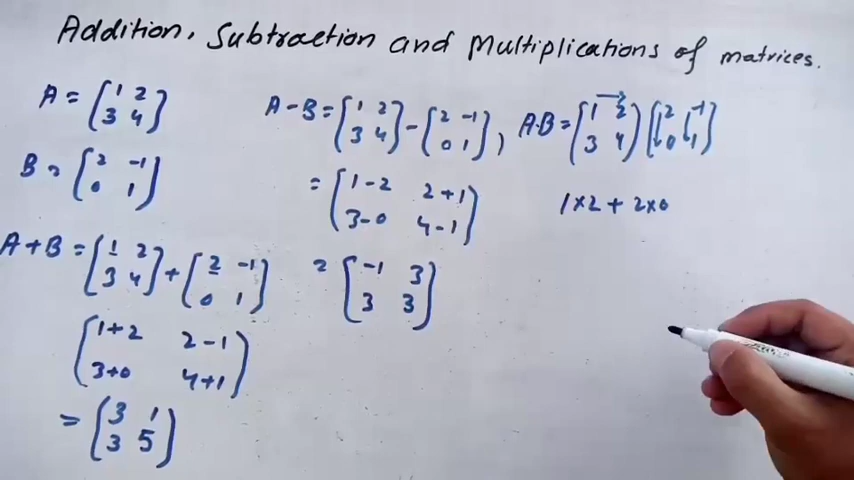 Addition, Subtraction and Multiplications of matrices.
A = (1 2
3 4)
B = (2 -1
0 1)
A+B = (1 2
3 4) + (2 -1
0 1)
(1+2 2-1
3+0 4+1)
= (3 1
3 5)
A-B = (1 2
3 4) - (2 -1
0 1),
= (1-2 2+1
3-0 4-1)
= (-1 3
3 3)
A·B = (1 2
3 4) (2 -1
0 1)
1×2 + 2×0